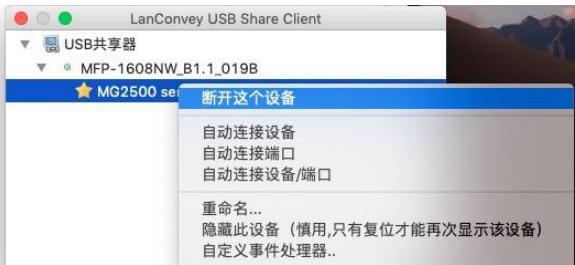 LanConvey USB Share Client
USB共享器
MFP-1608NW_B1.1_019B
MG2500 ser
断开这个设备
自动连接设备
自动连接端口
自动连接设备/端口
重命名...
隐藏此设备（慎用,只有复位才能再次显示该设备）
自定义事件处理器..